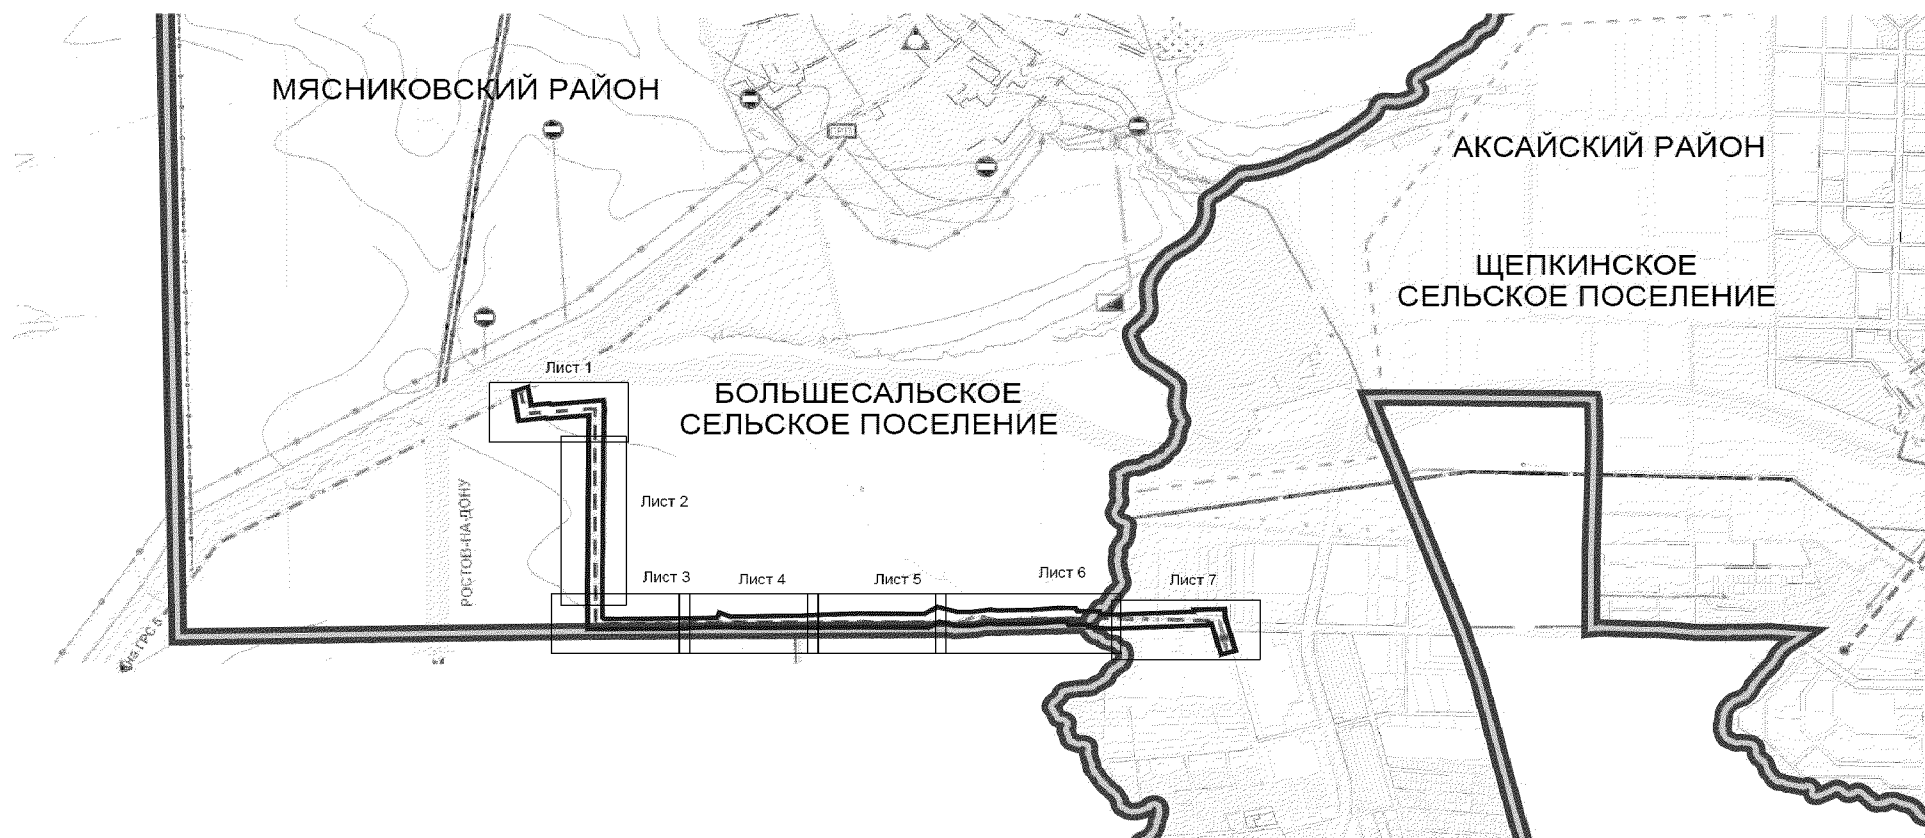 МЯСНИКОВСКИЙ РАЙОН
АКСАЙСКИЙ РАЙОН
ЩЕПКИНСКОЕ
СЕЛЬСКОЕ ПОСЕЛЕНИЕ
Лист 1
БОЛЬШЕСАЛЬСКОЕ
СЕЛЬСКОЕ ПОСЕЛЕНИЕ
Лист 2
РОСТОВ-НА-ДОНУ
Лист 3
Лист 4
Лист 5
Лист 6
Лист 7